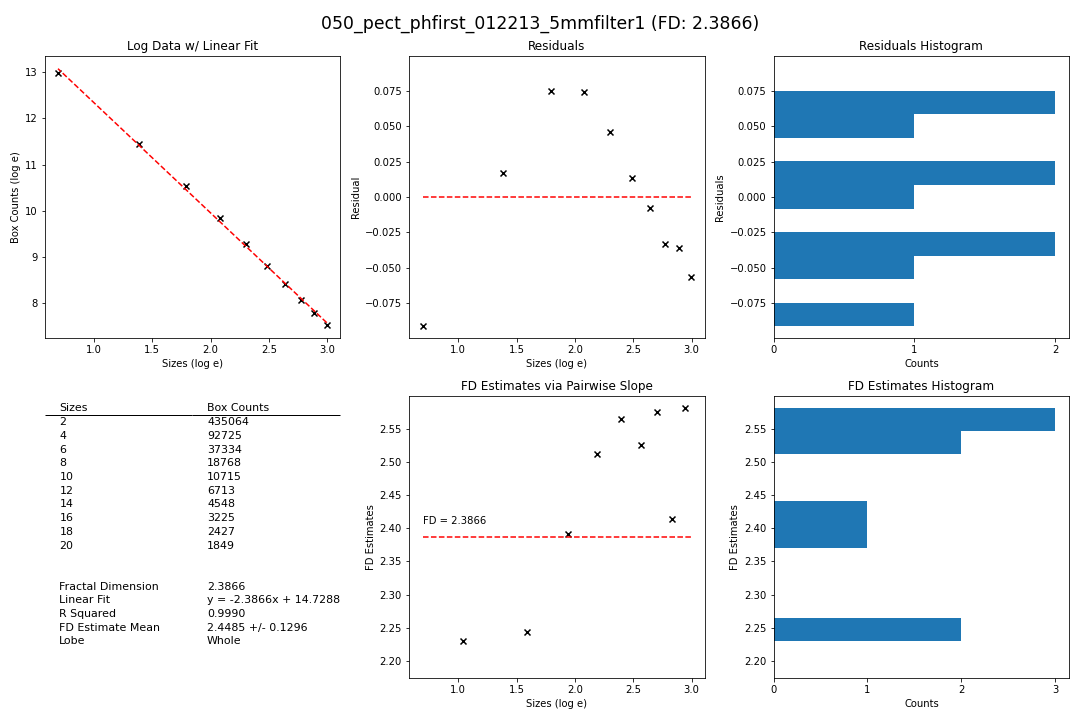 050_pect_phfirst_012213_5mmfilter1 (FD: 2.3866)
Log Data w/ Linear Fit
Box Counts (log e)
13
12
11
10
9
8
1.0 1.5 2.0 2.5 3.0
Sizes (log e)
Residuals
Residual
0.075
0.050
0.025
0.000
−0.025
−0.050
−0.075
1.0 1.5 2.0 2.5 3.0
Sizes (log e)
Residuals Histogram
Residuals
0.075
0.050
0.025
0.000
−0.025
−0.050
−0.075
0 1 2
Counts
Sizes Box Counts
2 435064
4 92725
6 37334
8 18768
10 10715
12 6713
14 4548
16 3225
18 2427
20 1849
Fractal Dimension 2.3866
Linear Fit y = -2.3866x + 14.7288
R Squared 0.9990
FD Estimate Mean 2.4485 +/- 0.1296
Lobe Whole
FD Estimates via Pairwise Slope
FD Estimates
2.55
2.50
2.45
2.40
2.35
2.30
2.25
2.20
FD = 2.3866
1.0 1.5 2.0 2.5 3.0
Sizes (log e)
FD Estimates Histogram
FD Estimates
2.55
2.50
2.45
2.40
2.35
2.30
2.25
2.20
0 1 2 3
Counts